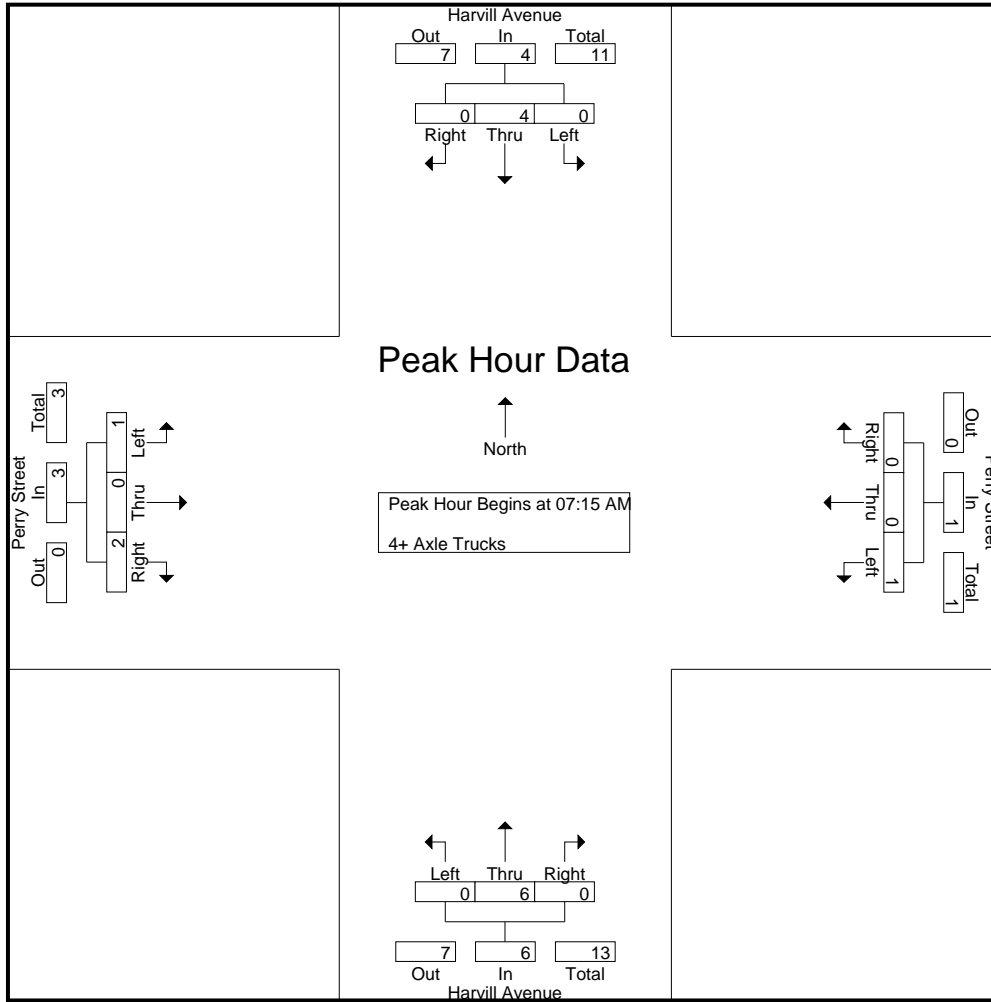 Harvill Avenue
Out In Total
7 4 11
0 4 0
Right Thru Left
Peak Hour Data
North
Peak Hour Begins at 07:15 AM
4+ Axle Trucks
Perry Street
Total In Out
3 3 0
1 0 2
Left Thru Right
Perry Street
Out In Total
0 1 1
Right Thru Left
0 0 1
Left Thru Right
0 6 0
7 6 13
Out In Total
Harvill Avenue